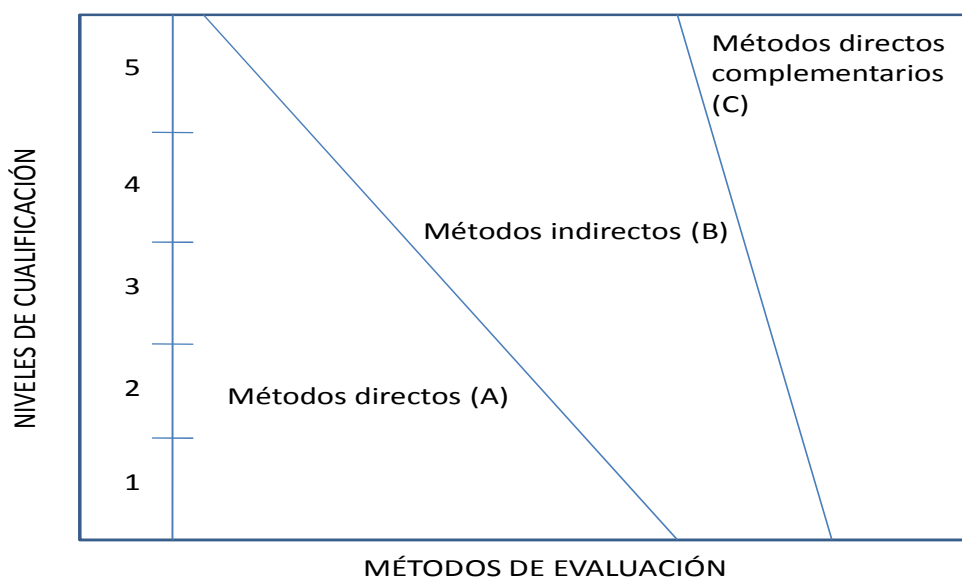 NIVELES DE CUALIFICACIÓN
5
4
3
2
1
Métodos directos
complementarios
(C)
Métodos indirectos (B)
Métodos directos (A)
MÉTODOS DE EVALUACIÓN